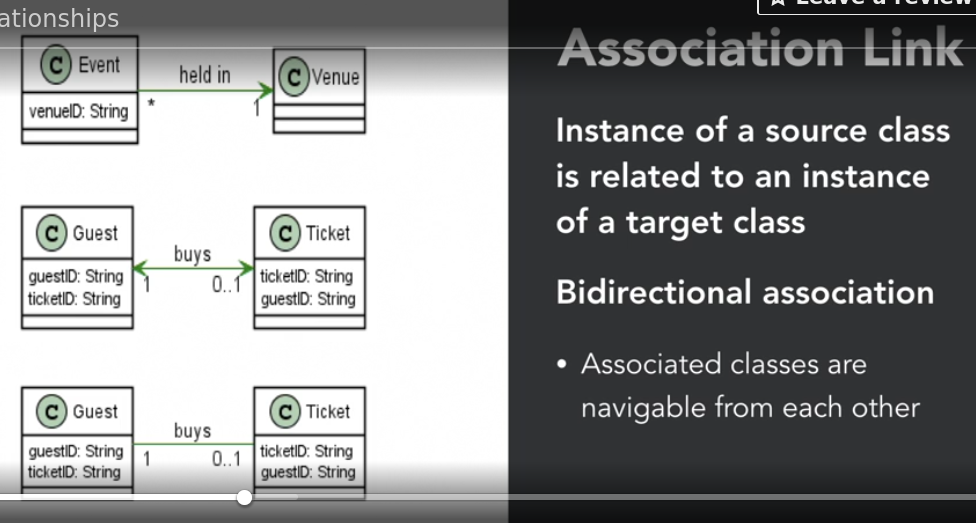 ationships
Leave a review
C Event
venueID: String
held in
*
1
C Venue
C Guest
guestID: String
ticketID: String
buys
1
0..1
C Ticket
ticketID: String
guestID: String
C Guest
guestID: String
ticketID: String
buys
1
0..1
C Ticket
ticketID: String
guestID: String
Association Link
Instance of a source class
is related to an instance
of a target class
Bidirectional association
• Associated classes are
navigable from each other